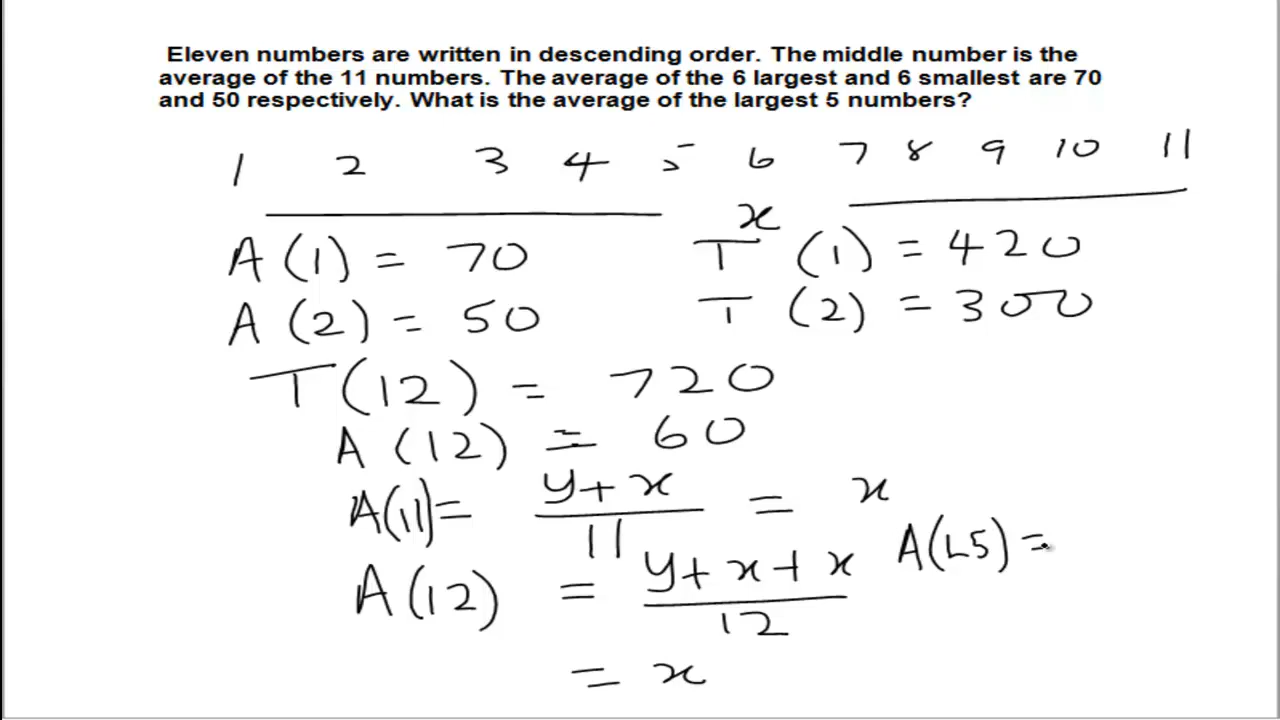 Eleven numbers are written in descending order. The middle number is the
average of the 11 numbers. The average of the 6 largest and 6 smallest are 70
and 50 respectively. What is the average of the largest 5 numbers?
1 2 3 4 5 6 7 8 9 10 11
x
A (1) = 70 T (1) = 420
A (2) = 50 T (2) = 300
T (12) = 720
A (12) = 60
A(11) = y+x / 11 = x
A(L5) =
A (12) = y+x+x / 12
= x